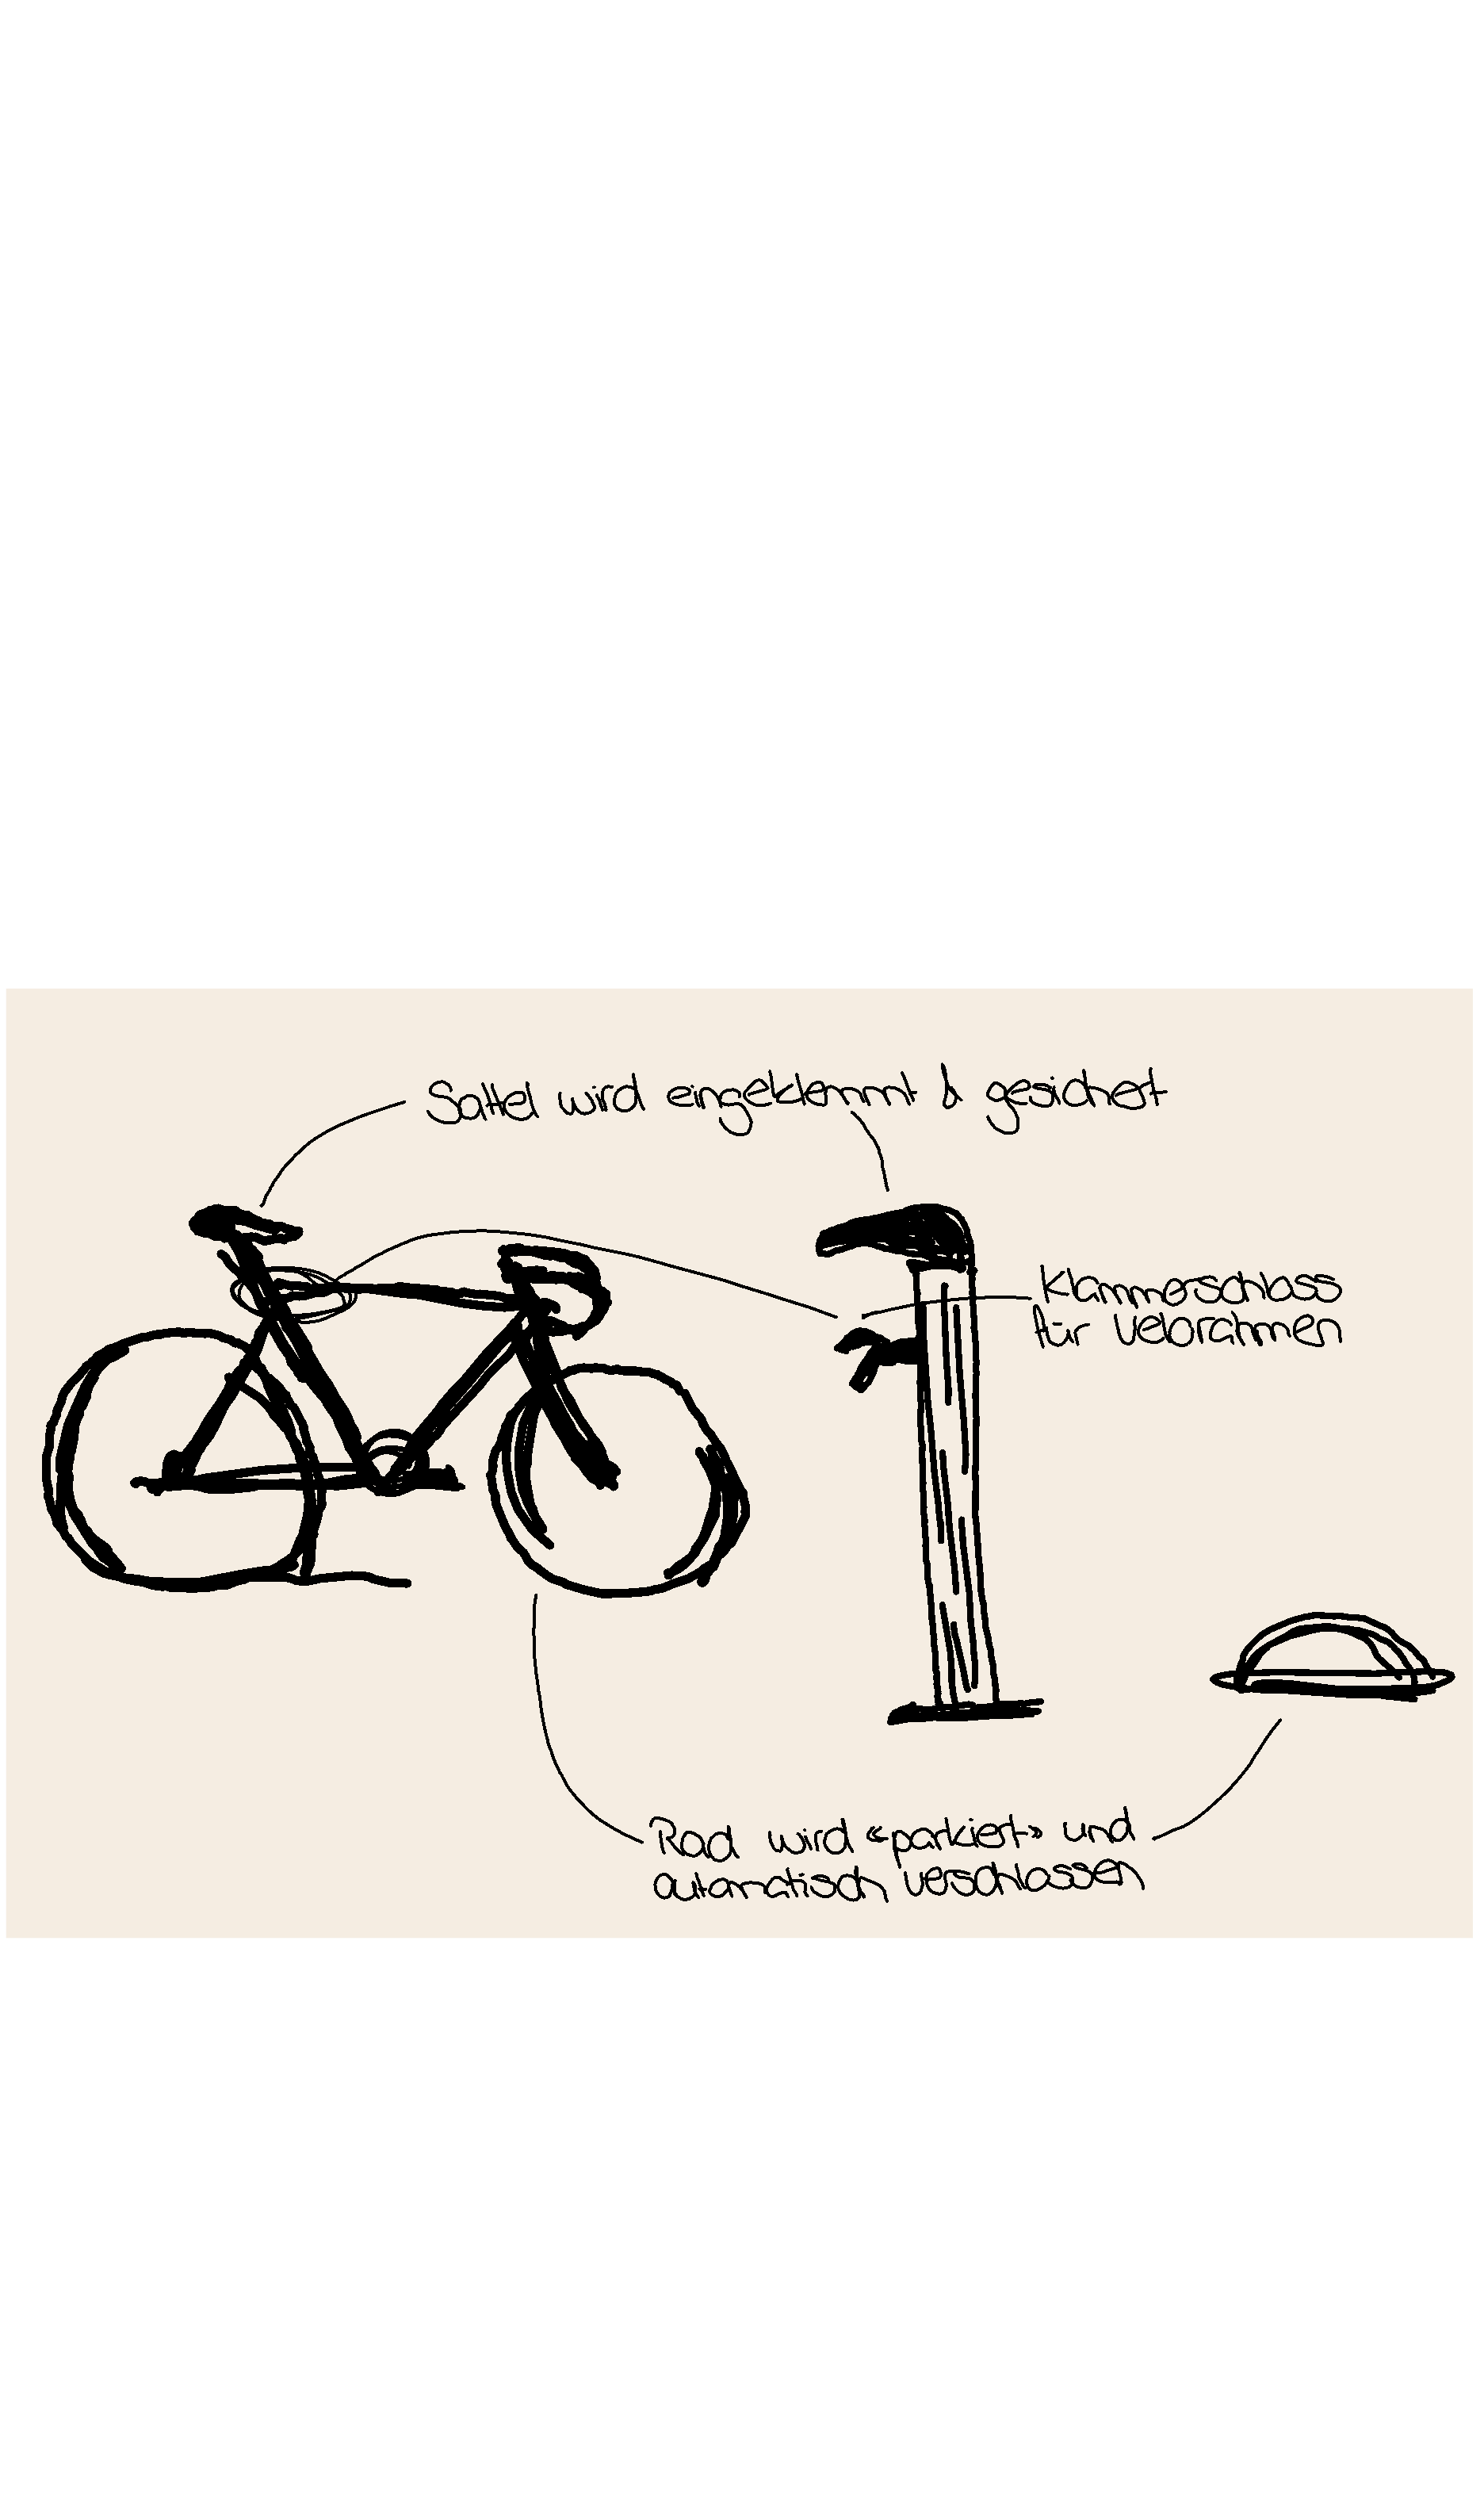 Sattel wird eingeklemmt & gesichert
Klammerschloss
für Velorahmen
Rad wird «parkiert» und
automatisch verschlossen